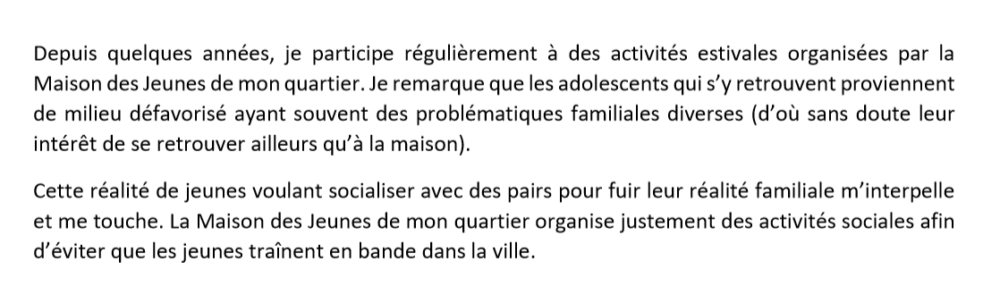 Depuis quelques années, je participe régulièrement à des activités estivales organisées par la
Maison des Jeunes de mon quartier. Je remarque que les adolescents qui s’y retrouvent proviennent
de milieu défavorisé ayant souvent des problématiques familiales diverses (d’où sans doute leur
intérêt de se retrouver ailleurs qu’à la maison).
Cette réalité de jeunes voulant socialiser avec des pairs pour fuir leur réalité familiale m’interpelle
et me touche. La Maison des Jeunes de mon quartier organise justement des activités sociales afin
d’éviter que les jeunes traînent en bande dans la ville.